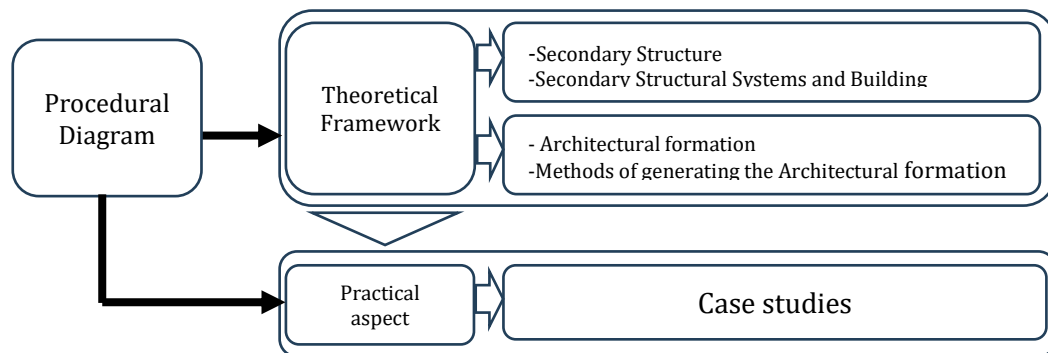 Procedural
Diagram
Theoretical
Framework
-Secondary Structure
-Secondary Structural Systems and Building
- Architectural formation
-Methods of generating the Architectural formation
Practical
aspect
Case studies